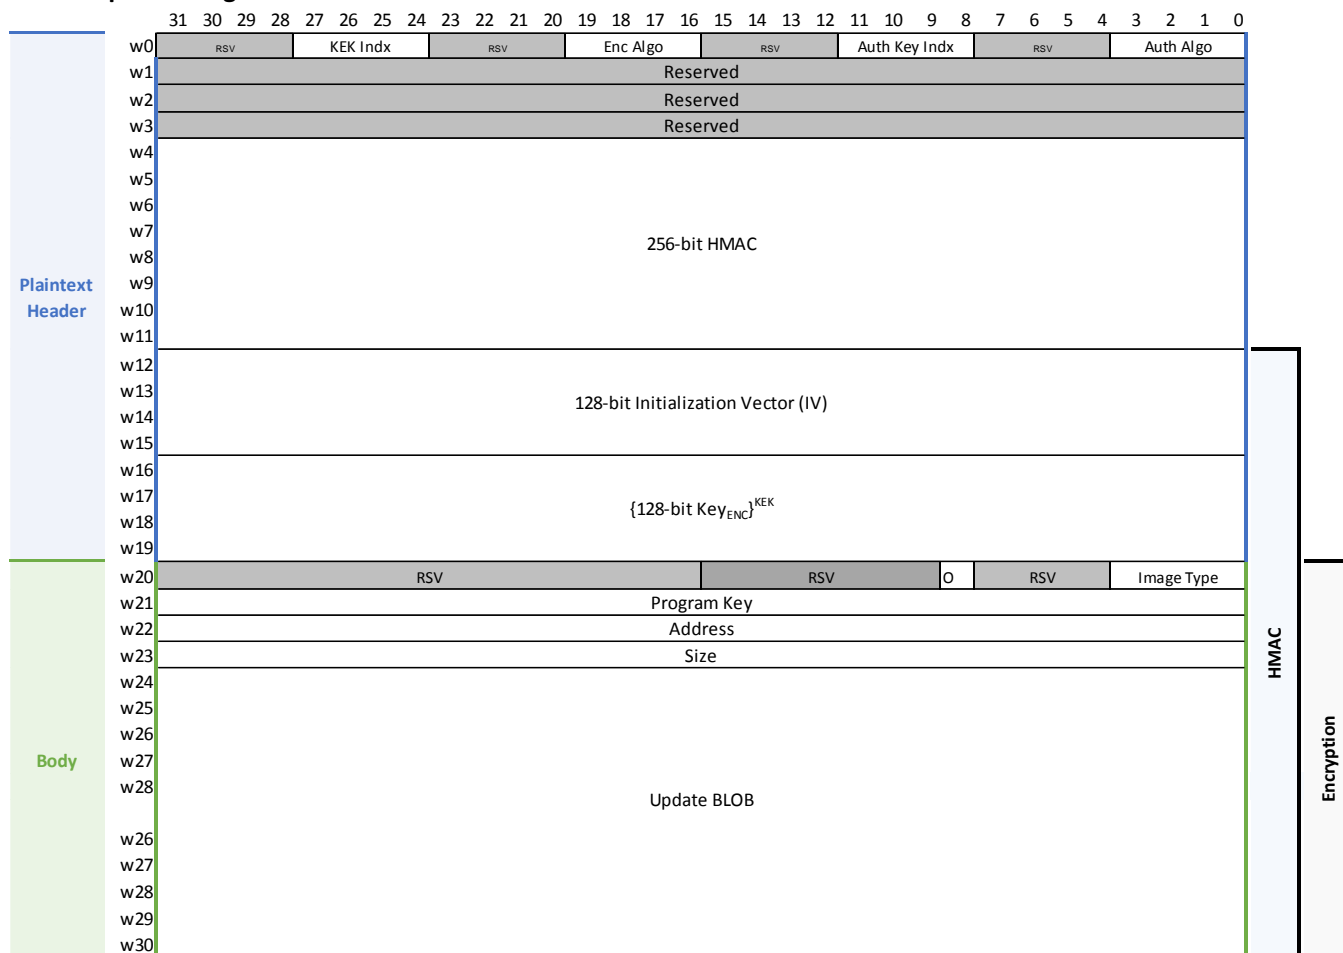 31 30 29 28 27 26 25 24 23 22 21 20 19 18 17 16 15 14 13 12 11 10 9 8 7 6 5 4 3 2 1 0
w0 RSV KEK Indx RSV Enc Algo RSV Auth Key Indx RSV Auth Algo
w1 Reserved
w2 Reserved
w3 Reserved
w4
w5
w6
w7
256-bit HMAC
w8
w9
Plaintext
Header
w10
w11
w12
w13
128-bit Initialization Vector (IV)
w14
w15
w16
w17
{128-bit KeyENC}KEK
w18
w19
w20 RSV RSV O RSV Image Type
w21 Program Key
w22 Address
w23 Size
HMAC
w24
w25
w26
w27
Body
Encryption
w28
Update BLOB
w26
w27
w28
w29
w30